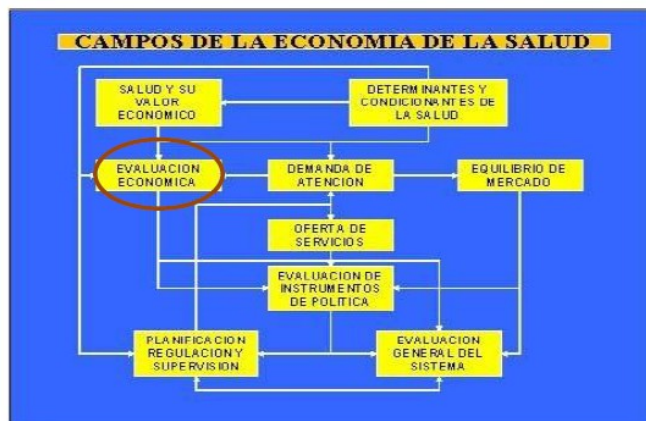 CAMPOS DE LA ECONOMIA DE LA SALUD
SALUD Y SU
VALOR
ECONOMICO
DETERMINANTES Y
CONDICIONANTES DE
LA SALUD
EVALUACION
ECONOMICA
DEMANDA DE
ATENCION
EQUILIBRIO DE
MERCADO
OFERTA DE
SERVICIOS
EVALUACION DE
INSTRUMENTOS
DE POLITICA
PLANIFICACION
REGULACION Y
SUPERVISION
EVALUACION
GENERAL DEL
SISTEMA